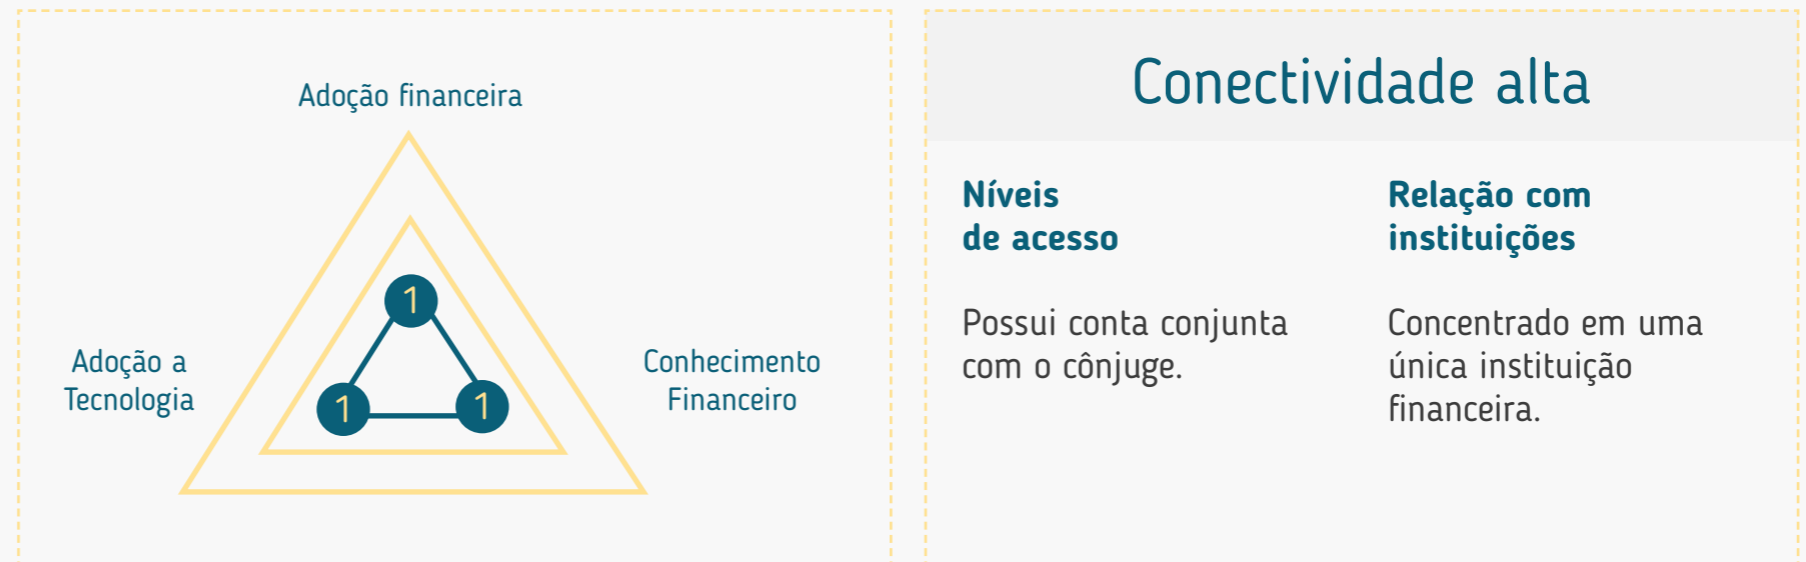 Adoção financeira
1
1
1
Adoção a
Tecnologia
Conhecimento
Financeiro
Conectividade alta
Níveis
de acesso
Possui conta conjunta
com o cônjuge.
Relação com
instituições
Concentrado em uma
única instituição
financeira.